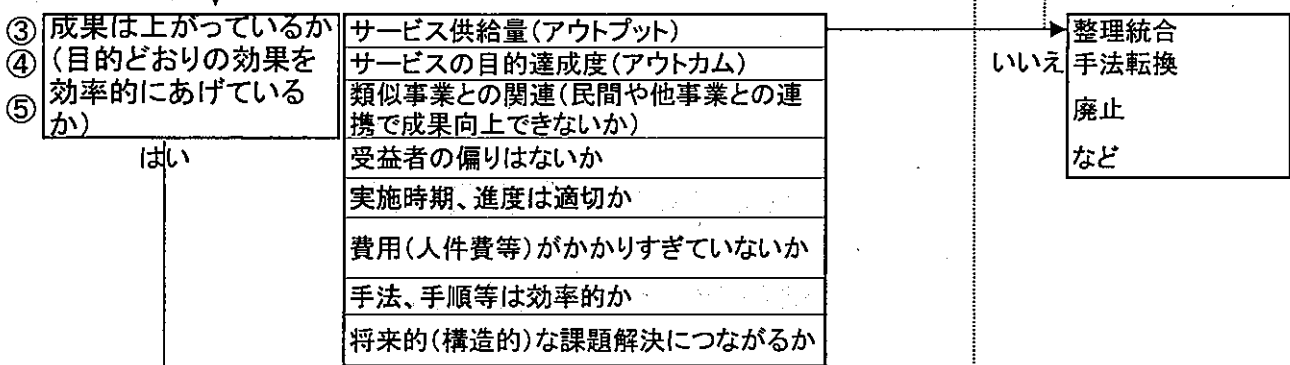 ③ 成果は上がっているか
④ (目的どおりの効果を
⑤ 効率的にあげている
か)
はい
サービス供給量(アウトプット)
サービスの目的達成度(アウトカム)
類似事業との関連(民間や他事業との連
携で成果向上できないか)
受益者の偏りはないか
実施時期、進度は適切か
費用(人件費等)がかかりすぎていないか
手法、手順等は効率的か
将来的(構造的)な課題解決につながるか
いいえ
整理統合
手法転換
廃止
など